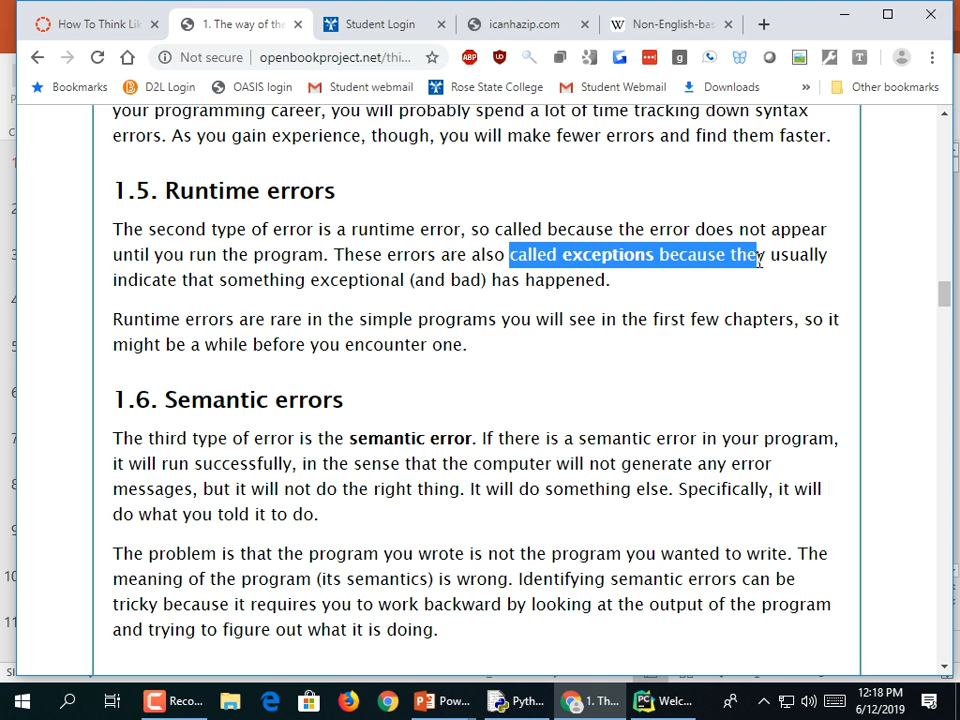 How To Think Lik
1. The way of the
Student Login
icanhazip.com
Non-English-bas
Not secure
openbookproject.net/thi...
Bookmarks
D2L Login
OASIS login
Student webmail
Rose State College
Student Webmail
Downloads
»
Other bookmarks
your programming career, you will probably spend a lot of time tracking down syntax
errors. As you gain experience, though, you will make fewer errors and find them faster.
1.5. Runtime errors
The second type of error is a runtime error, so called because the error does not appear
until you run the program. These errors are also called exceptions because they usually
indicate that something exceptional (and bad) has happened.
Runtime errors are rare in the simple programs you will see in the first few chapters, so it
might be a while before you encounter one.
1.6. Semantic errors
The third type of error is the semantic error. If there is a semantic error in your program,
it will run successfully, in the sense that the computer will not generate any error
messages, but it will not do the right thing. It will do something else. Specifically, it will
do what you told it to do.
The problem is that the program you wrote is not the program you wanted to write. The
meaning of the program (its semantics) is wrong. Identifying semantic errors can be
tricky because it requires you to work backward by looking at the output of the program
and trying to figure out what it is doing.
Reco...
Pow...
Pyth...
1. Th...
Welc...
12:18 PM
6/12/2019